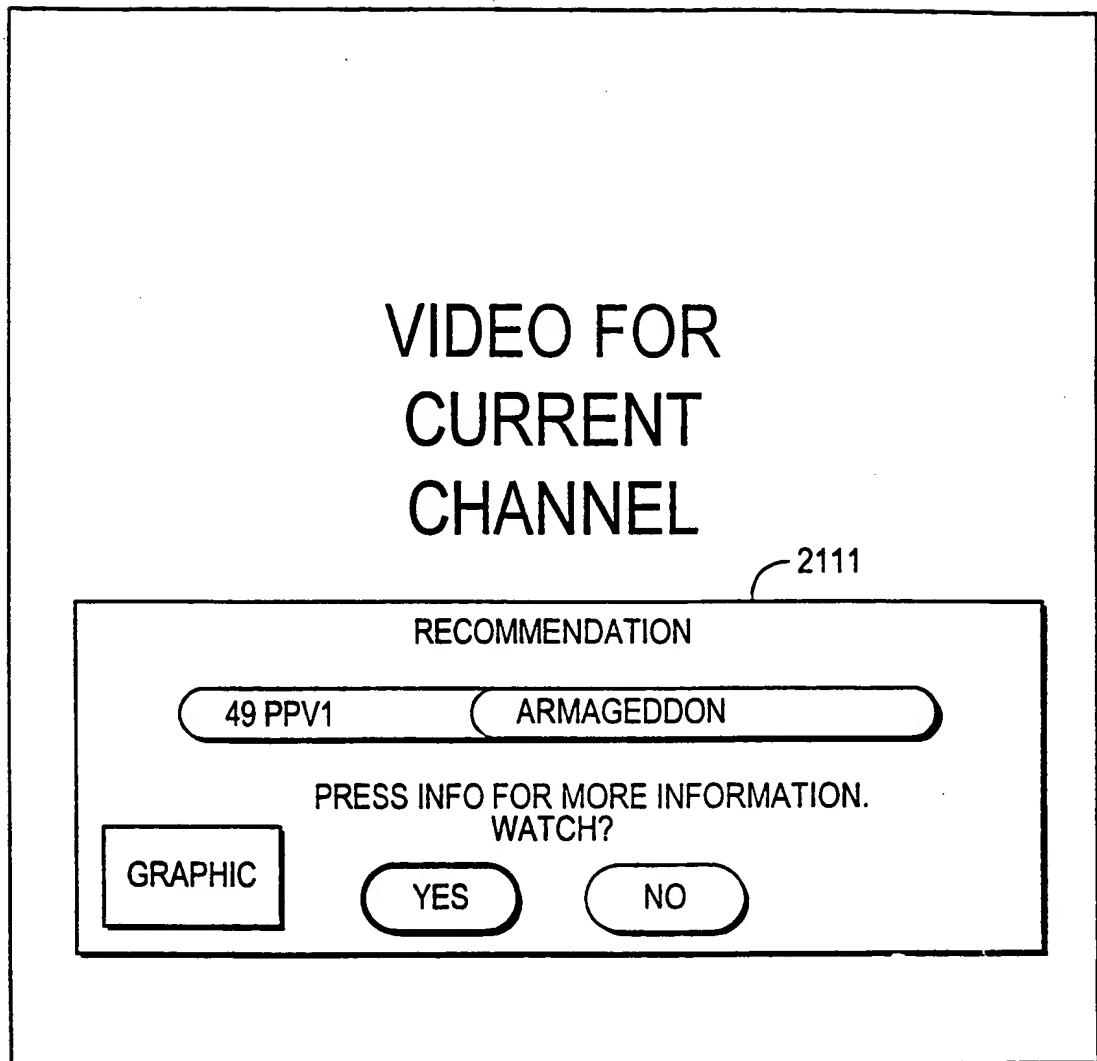 VIDEO FOR
CURRENT
CHANNEL
2111
RECOMMENDATION
49 PPV1 ARMAGEDDON
PRESS INFO FOR MORE INFORMATION.
WATCH?
GRAPHIC YES NO